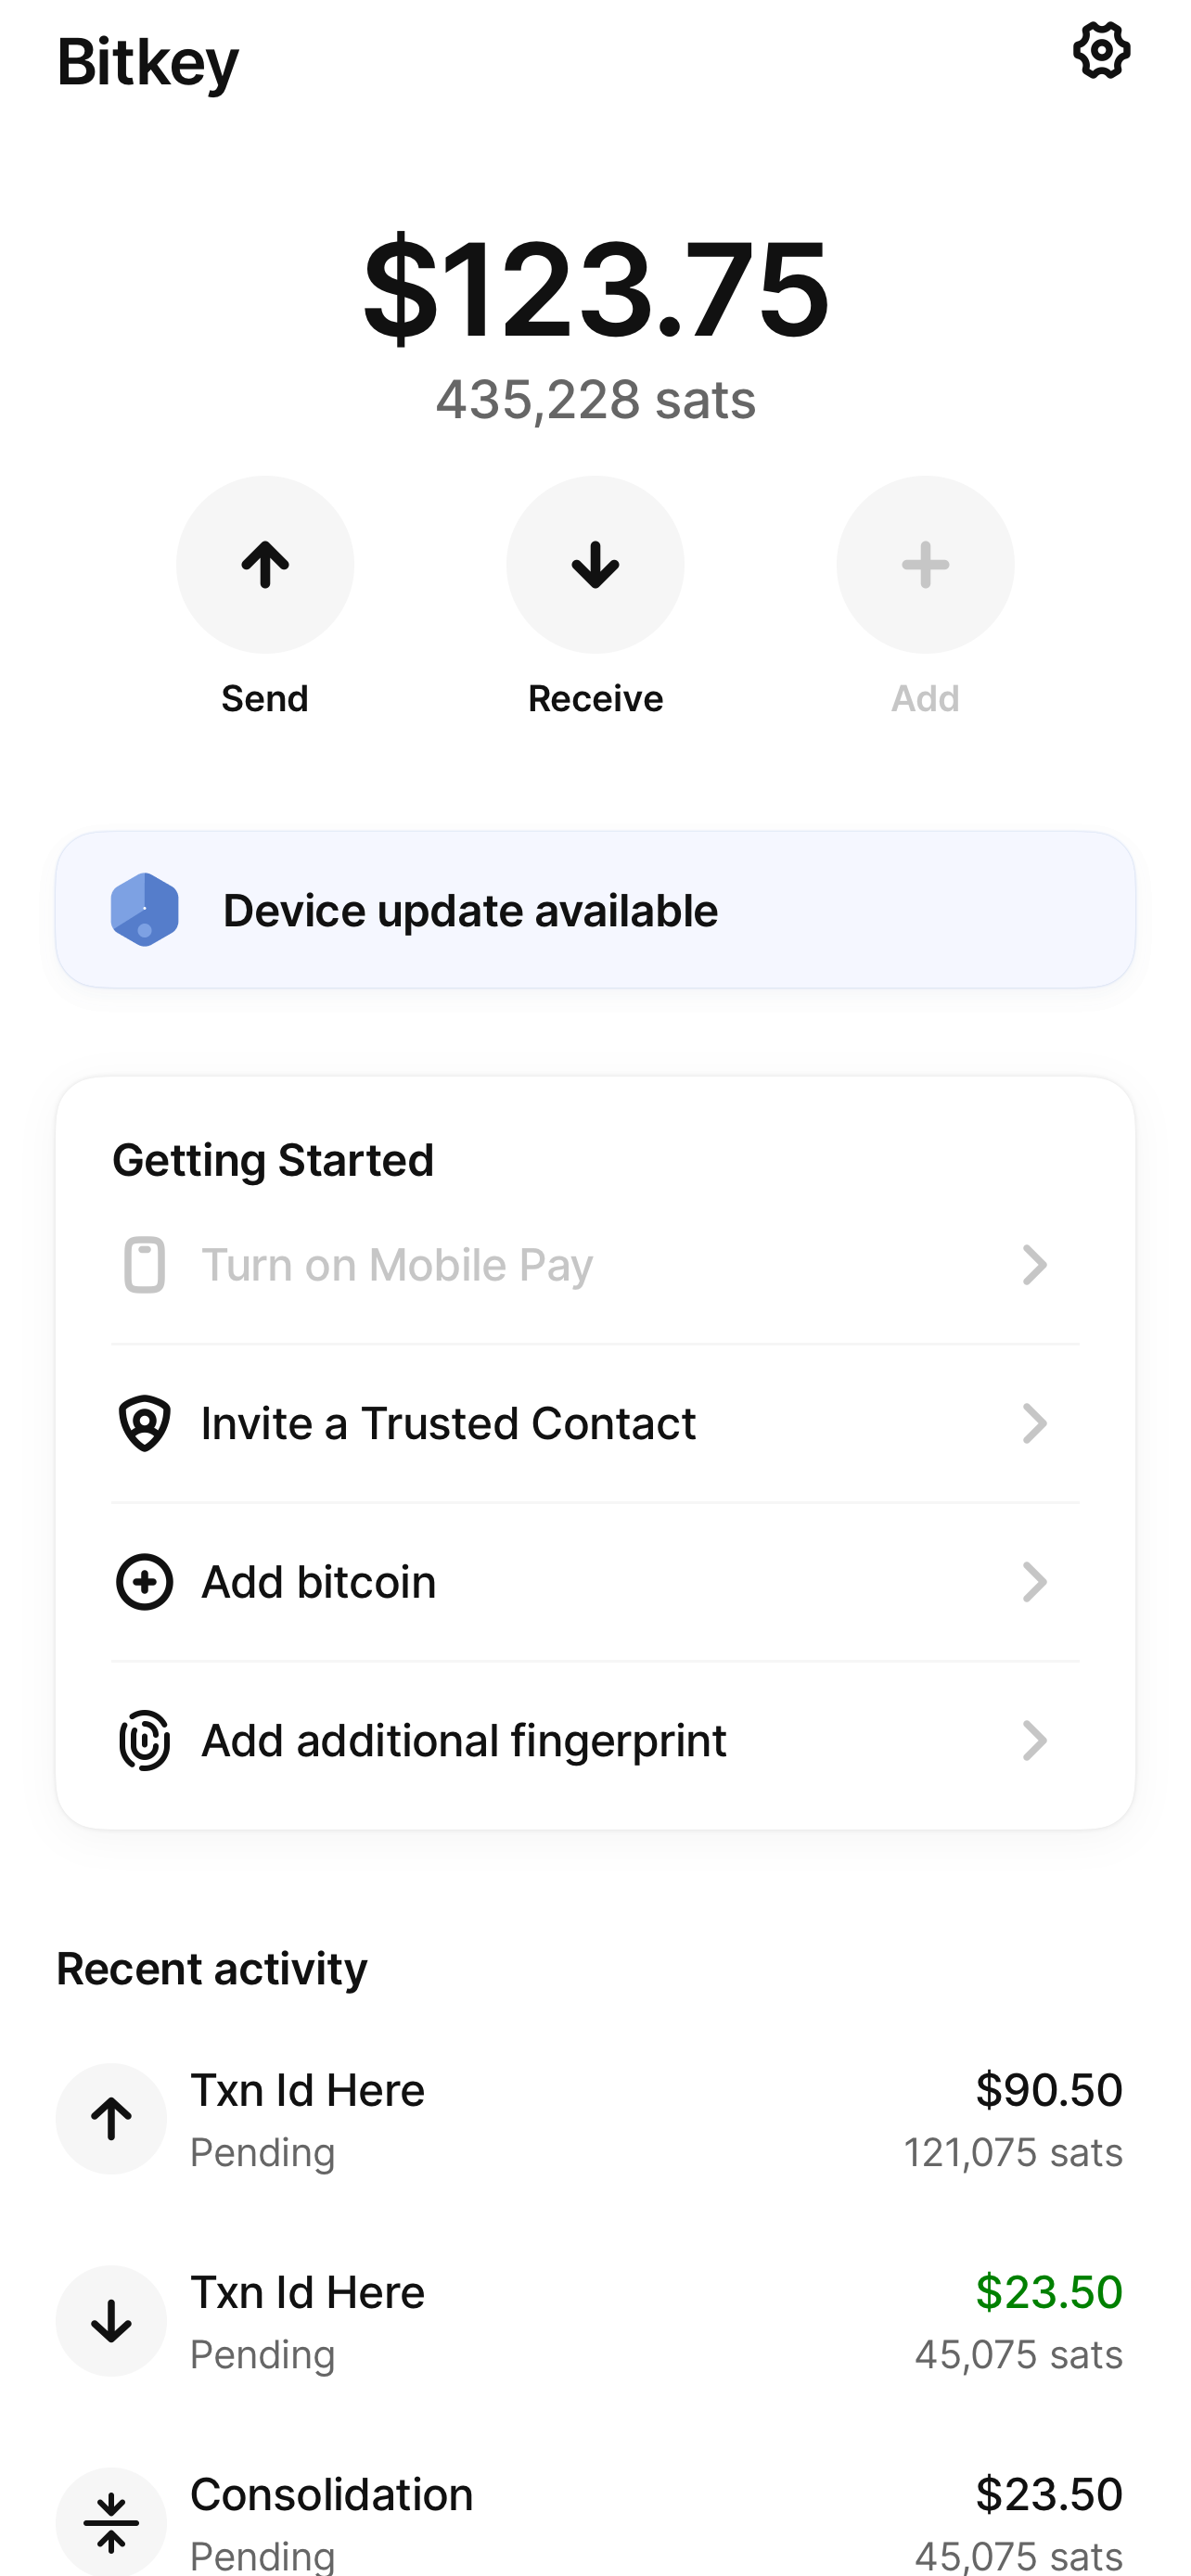 Bitkey
$123.75
435,228 sats
Send Receive Add
Device update available
Getting Started
Turn on Mobile Pay
Invite a Trusted Contact
Add bitcoin
Add additional fingerprint
Recent activity
Txn Id Here $90.50
Pending 121,075 sats
Txn Id Here $23.50
Pending 45,075 sats
Consolidation $23.50
Pending 45,075 sats